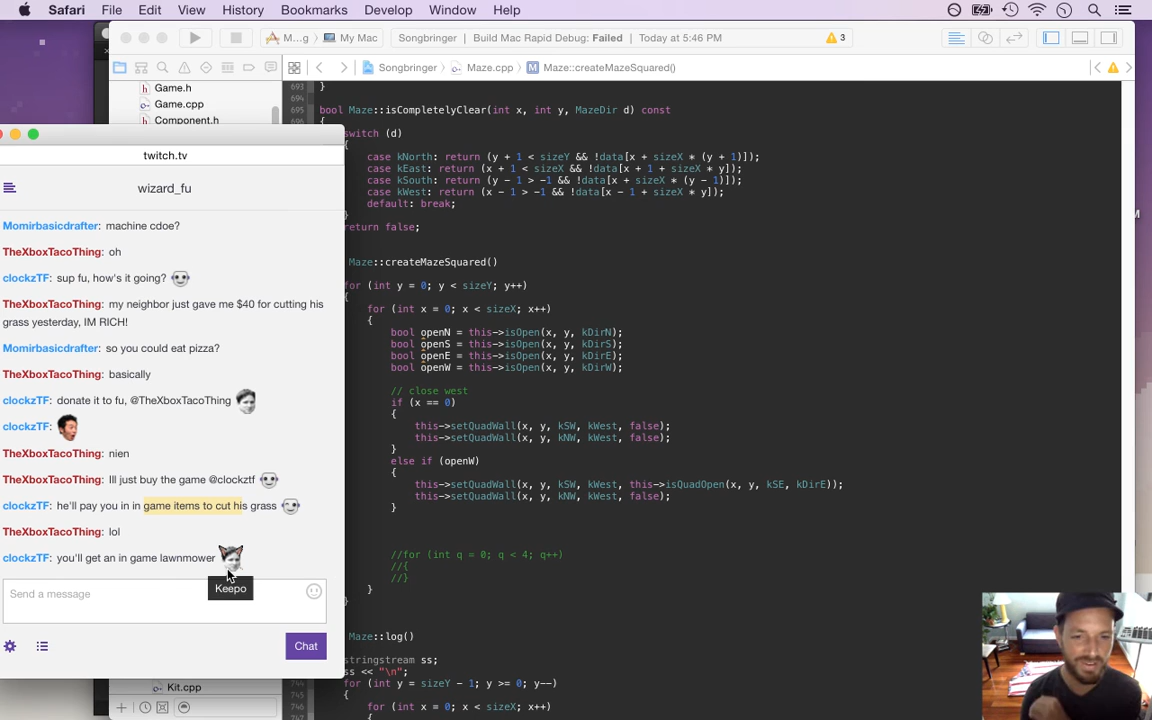 Safari File Edit View History Bookmarks Develop Window Help
M...g 〉 My Mac
Songbringer | Build Mac Rapid Debug: Failed | Today at 5:46 PM
3
Songbringer 〉 Maze.cpp 〉 M Maze::createMazeSquared()
Game.h
Game.cpp
Component.h
twitch.tv
wizard_fu
Momirbasicdrafter: machine cdoe?
TheXboxTacoThing: oh
clockzTF: sup fu, how's it going?
TheXboxTacoThing: my neighbor just gave me $40 for cutting his
grass yesterday, IM RICH!
Momirbasicdrafter: so you could eat pizza?
TheXboxTacoThing: basically
clockzTF: donate it to fu, @TheXboxTacoThing
clockzTF:
TheXboxTacoThing: nien
TheXboxTacoThing: Ill just buy the game @clockztf
clockzTF: he'll pay you in in game items to cut his grass
TheXboxTacoThing: lol
clockzTF: you'll get an in game lawnmower
Keepo
Send a message
Chat
Kit.cpp
693 }
694
695 bool Maze::isCompletelyClear(int x, int y, MazeDir d) const
{
switch (d)
{
case kNorth: return (y + 1 < sizeY && !data[x + sizeX * (y + 1)]);
case kEast: return (x + 1 < sizeX && !data[x + 1 + sizeX * y]);
case kSouth: return (y - 1 > -1 && !data[x + sizeX * (y - 1)]);
case kWest: return (x - 1 > -1 && !data[x - 1 + sizeX * y]);
default: break;
}
return false;
Maze::createMazeSquared()
for (int y = 0; y < sizeY; y++)
{
for (int x = 0; x < sizeX; x++)
{
bool openN = this->isOpen(x, y, kDirN);
bool openS = this->isOpen(x, y, kDirS);
bool openE = this->isOpen(x, y, kDirE);
bool openW = this->isOpen(x, y, kDirW);
// close west
if (x == 0)
{
this->setQuadWall(x, y, kSW, kWest, false);
this->setQuadWall(x, y, kNW, kWest, false);
}
else if (openW)
{
this->setQuadWall(x, y, kSW, kWest, this->isQuadOpen(x, y, kSE, kDirE));
this->setQuadWall(x, y, kNW, kWest, false);
}
//for (int q = 0; q < 4; q++)
//{
//}
}
}
Maze::log()
stringstream ss;
ss << "\n";
744 for (int y = sizeY - 1; y >= 0; y--)
745 {
746 for (int x = 0; x < sizeX; x++)
747 {